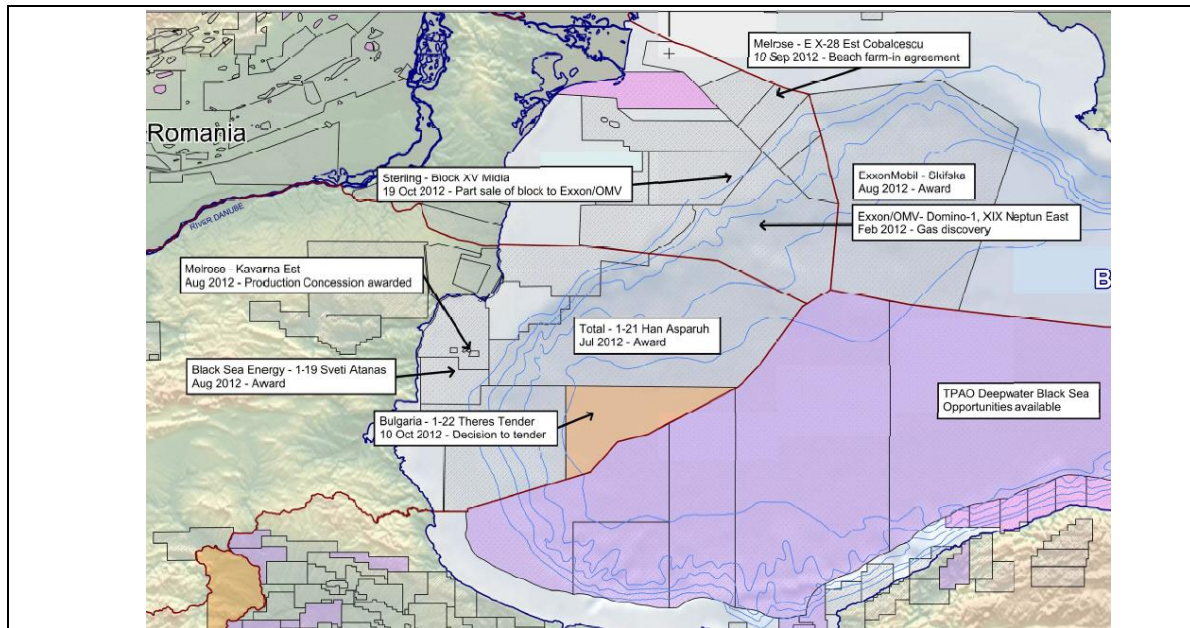 Melrose - E X-28 Est Cobalcescu
10 Sep 2012 - Beach farm-in agreement
Romania
Sterling - Block XV Midia
19 Oct 2012 - Part sale of block to Exxon/OMV
ExxonMobil - Skifska
Aug 2012 - Award
RIVER DANUBE
Exxon/OMV- Domino-1, XIX Neptun East
Feb 2012 - Gas discovery
Melrose - Kavarna Est
Aug 2012 - Production Concession awarded
B
Total - 1-21 Han Asparuh
Jul 2012 - Award
Black Sea Energy - 1-19 Sveti Atanas
Aug 2012 - Award
TPAO Deepwater Black Sea
Opportunities available
Bulgaria - 1-22 Theres Tender
10 Oct 2012 - Decision to tender